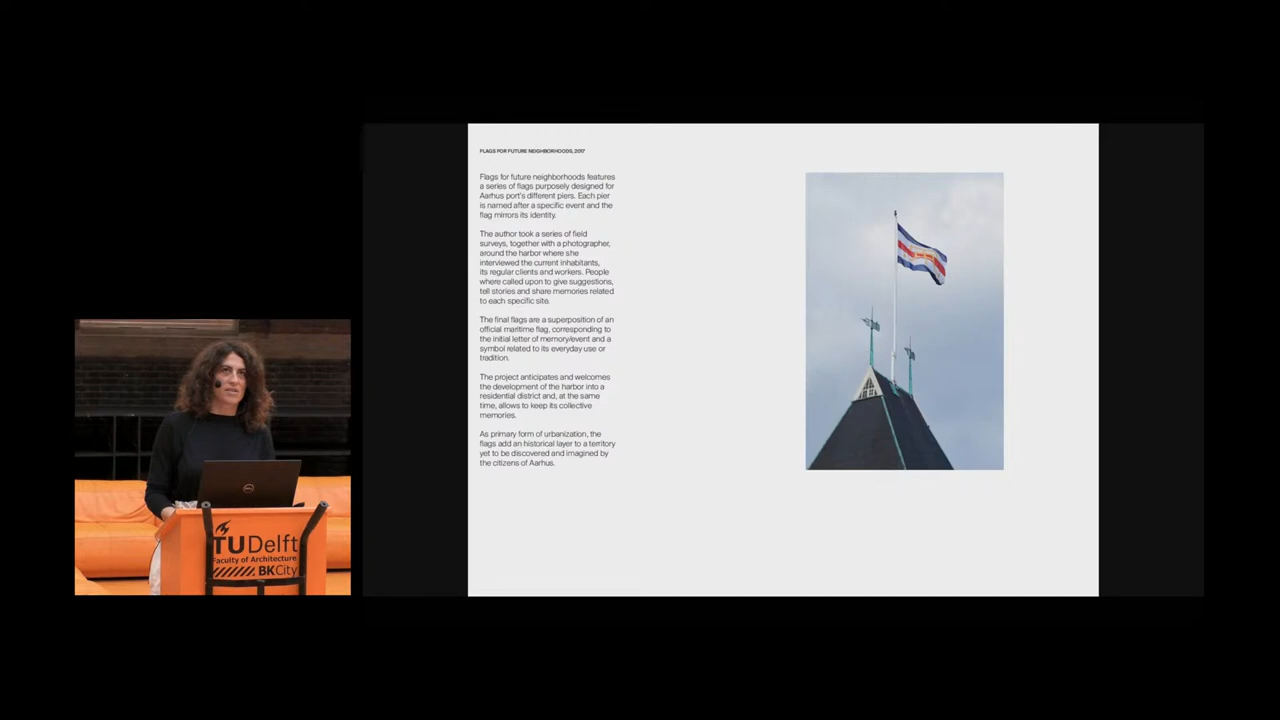 FLAGS FOR FUTURE NEIGHBORHOODS, 2017
Flags for future neighborhoods features
a series of flags purposely designed for
Aarhus port's different piers. Each pier
is named after a specific event and the
flag mirrors its identity.
The author took a series of field
surveys, together with a photographer,
around the harbor where she
interviewed the current inhabitants,
its regular clients and workers. People
where called upon to give suggestions,
tell stories and share memories related
to each specific site.
The final flags are a superposition of an
official maritime flag, corresponding to
the initial letter of memory/event and a
symbol related to its everyday use or
tradition.
The project anticipates and welcomes
the development of the harbor into a
residential district and, at the same
time, allows to keep its collective
memories.
As primary form of urbanization, the
flags add an historical layer to a territory
yet to be discovered and imagined by
the citizens of Aarhus.
DELL
TUDelft
Faculty of Architecture
BKCity